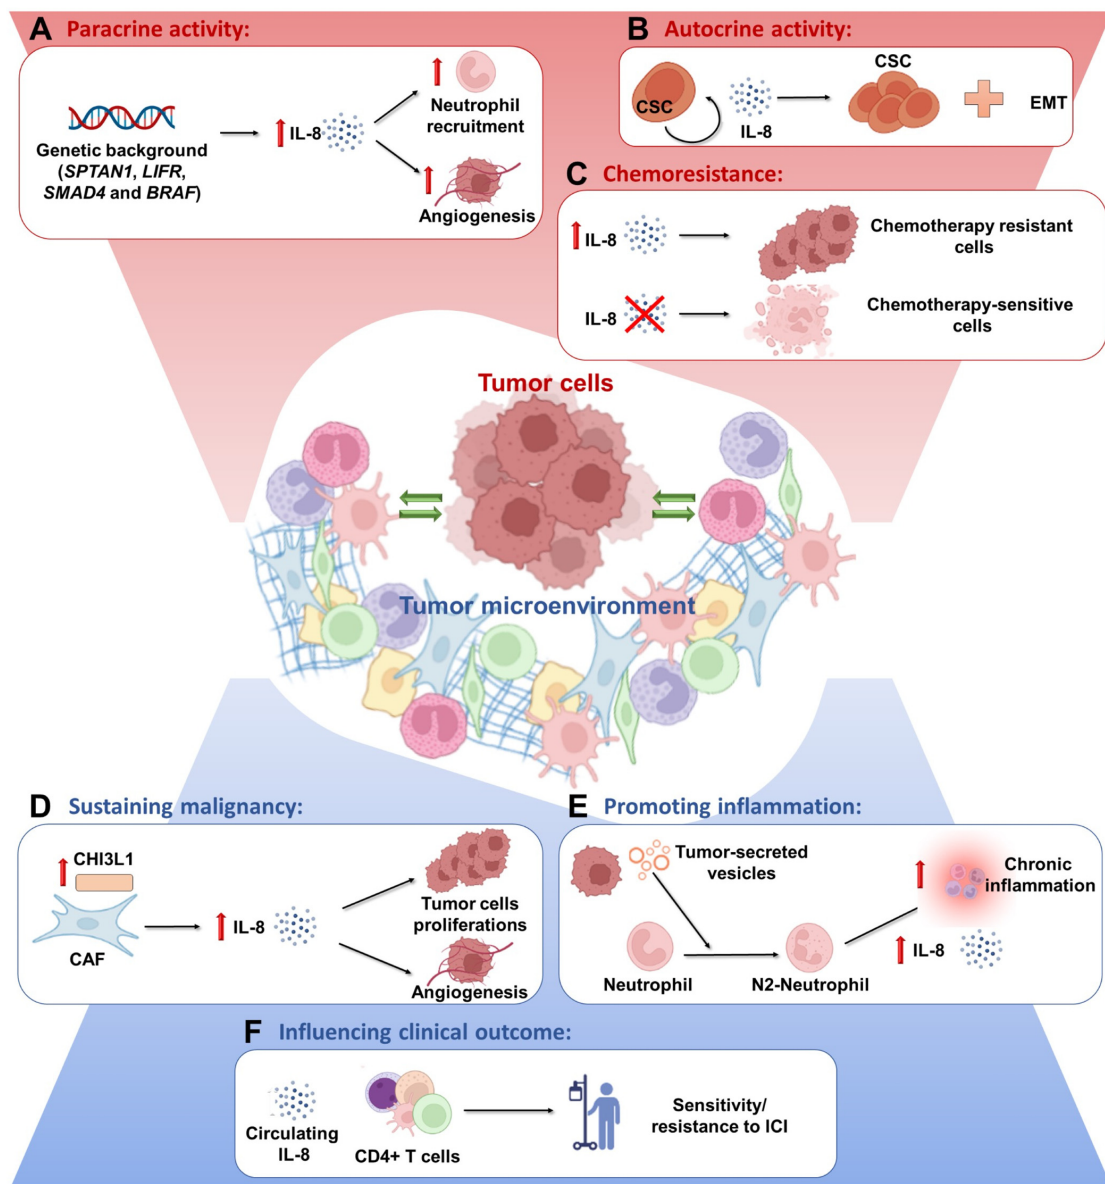 A Paracrine activity:
Genetic background
(SPTAN1, LIFR,
SMAD4 and BRAF)
IL-8
Neutrophil
recruitment
Angiogenesis
B Autocrine activity:
CSC
IL-8
CSC
EMT
C Chemoresistance:
IL-8
Chemotherapy resistant
cells
IL-8
Chemotherapy-sensitive
cells
Tumor cells
Tumor microenvironment
D Sustaining malignancy:
CHI3L1
CAF
IL-8
Tumor cells
proliferations
Angiogenesis
E Promoting inflammation:
Tumor-secreted
vesicles
Neutrophil
N2-Neutrophil
Chronic
inflammation
IL-8
F Influencing clinical outcome:
Circulating
IL-8
CD4+ T cells
Sensitivity/
resistance to ICI